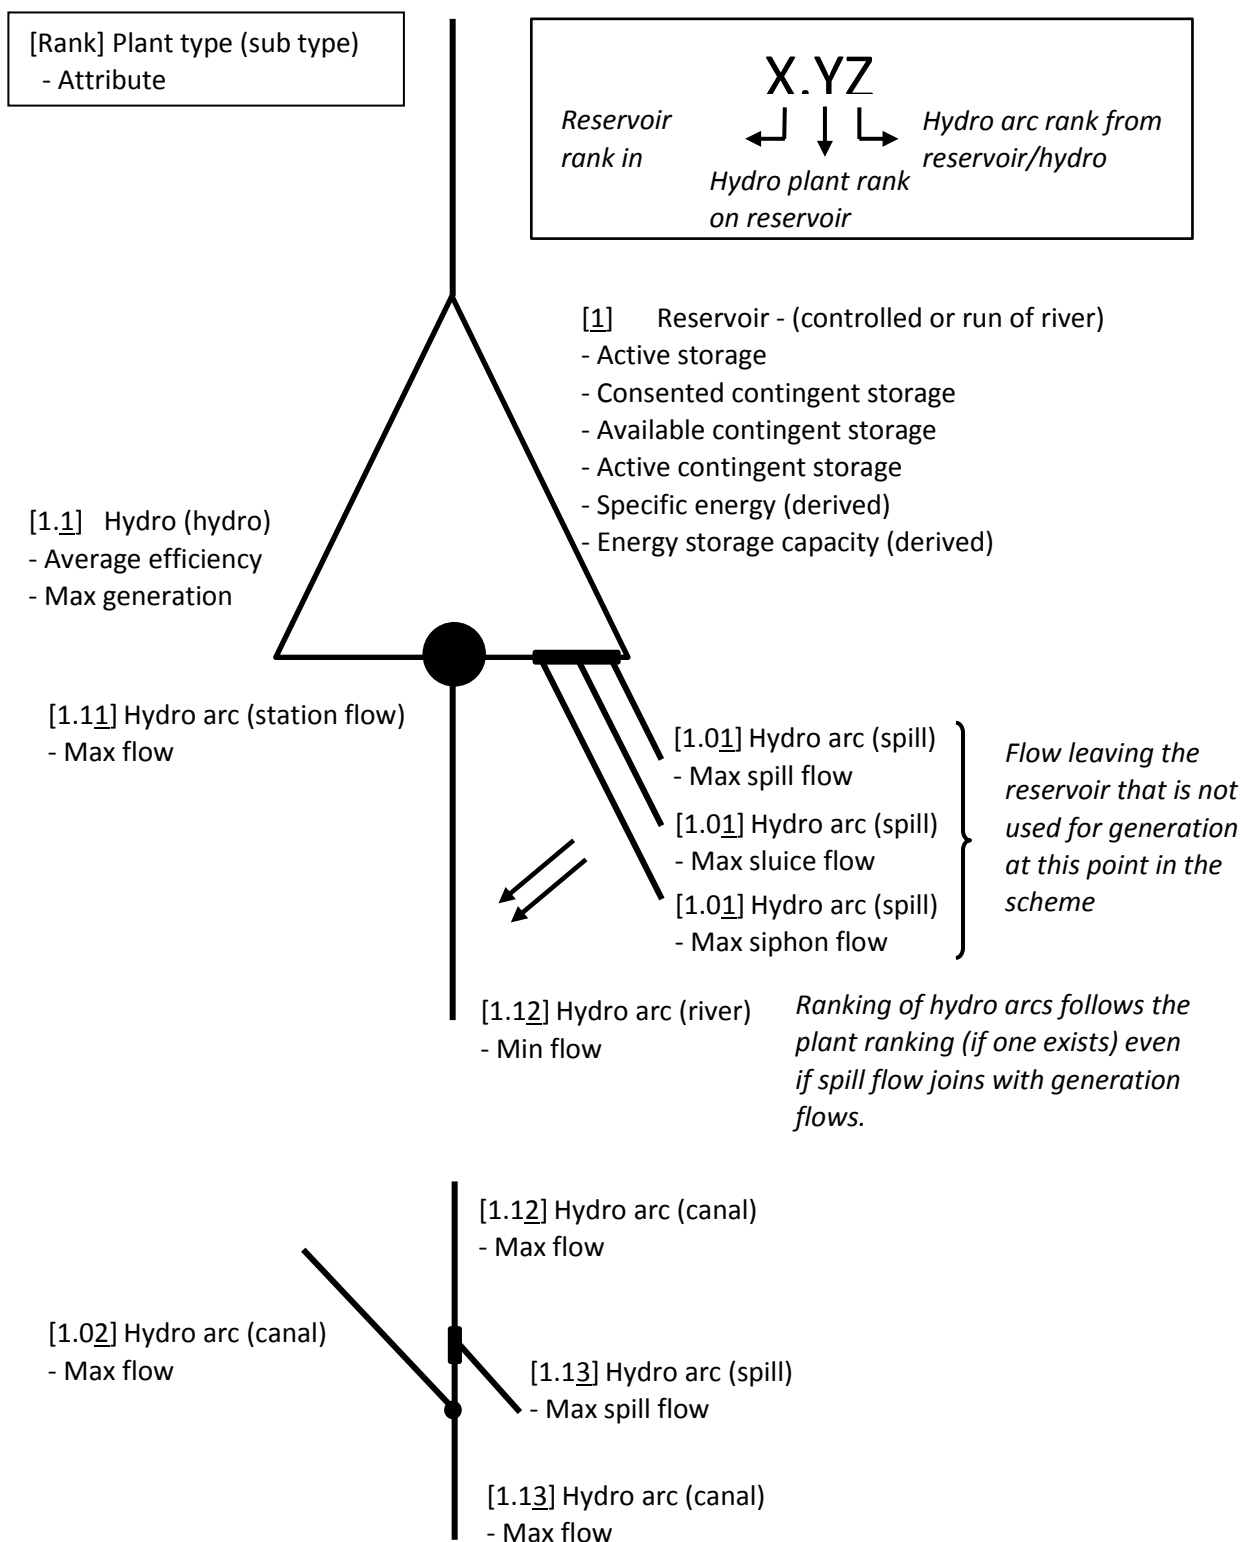 [Rank] Plant type (sub type)
- Attribute
X.YZ
Reservoir
rank in
Hydro arc rank from
reservoir/hydro
Hydro plant rank
on reservoir
[1] Reservoir - (controlled or run of river)
- Active storage
- Consented contingent storage
- Available contingent storage
- Active contingent storage
- Specific energy (derived)
- Energy storage capacity (derived)
[1.1] Hydro (hydro)
- Average efficiency
- Max generation
[1.11] Hydro arc (station flow)
- Max flow
[1.01] Hydro arc (spill)
- Max spill flow
[1.01] Hydro arc (spill)
- Max sluice flow
[1.01] Hydro arc (spill)
- Max siphon flow
Flow leaving the
reservoir that is not
used for generation
at this point in the
scheme
[1.12] Hydro arc (river)
- Min flow
Ranking of hydro arcs follows the
plant ranking (if one exists) even
if spill flow joins with generation
flows.
[1.12] Hydro arc (canal)
- Max flow
[1.02] Hydro arc (canal)
- Max flow
[1.13] Hydro arc (spill)
- Max spill flow
[1.13] Hydro arc (canal)
- Max flow